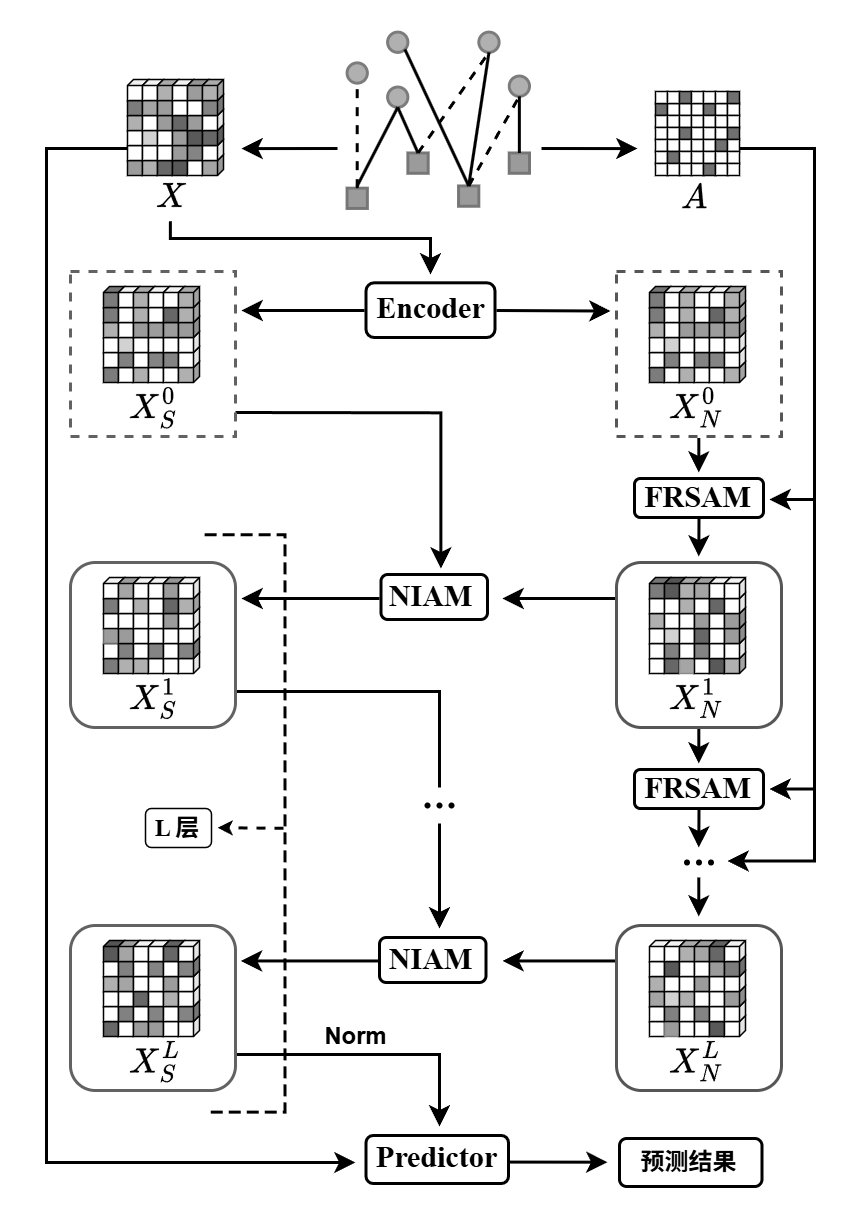 X
A
Encoder
X_S^0
X_N^0
FRSAM
NIAM
X_S^1
X_N^1
FRSAM
...
L 层
...
NIAM
X_S^L
X_N^L
Norm
Predictor
预测结果